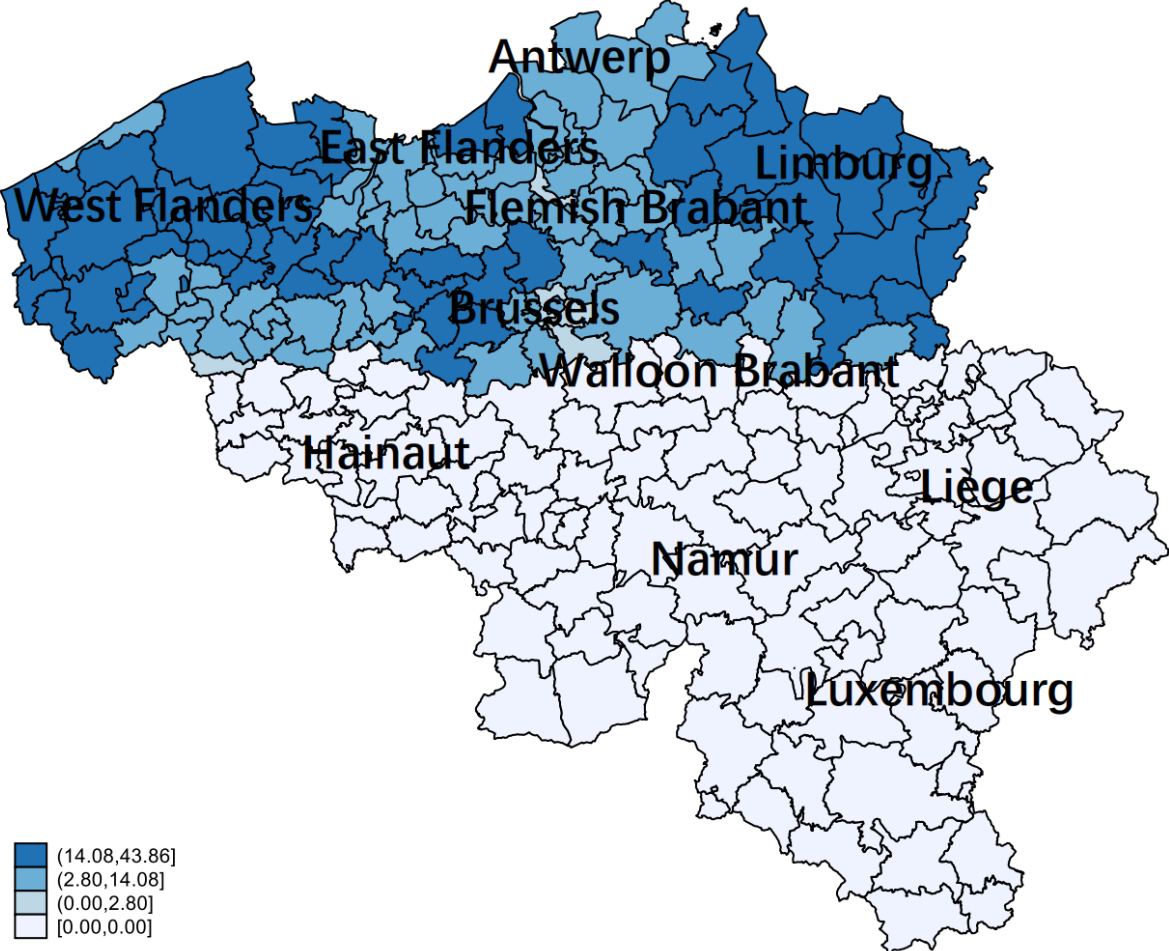 Antwerp
East Flanders
Limburg
West Flanders
Flemish Brabant
Brussels
Walloon Brabant
Hainaut
Liège
Namur
Luxembourg
(14.08,43.86]
(2.80,14.08]
(0.00,2.80]
[0.00,0.00]